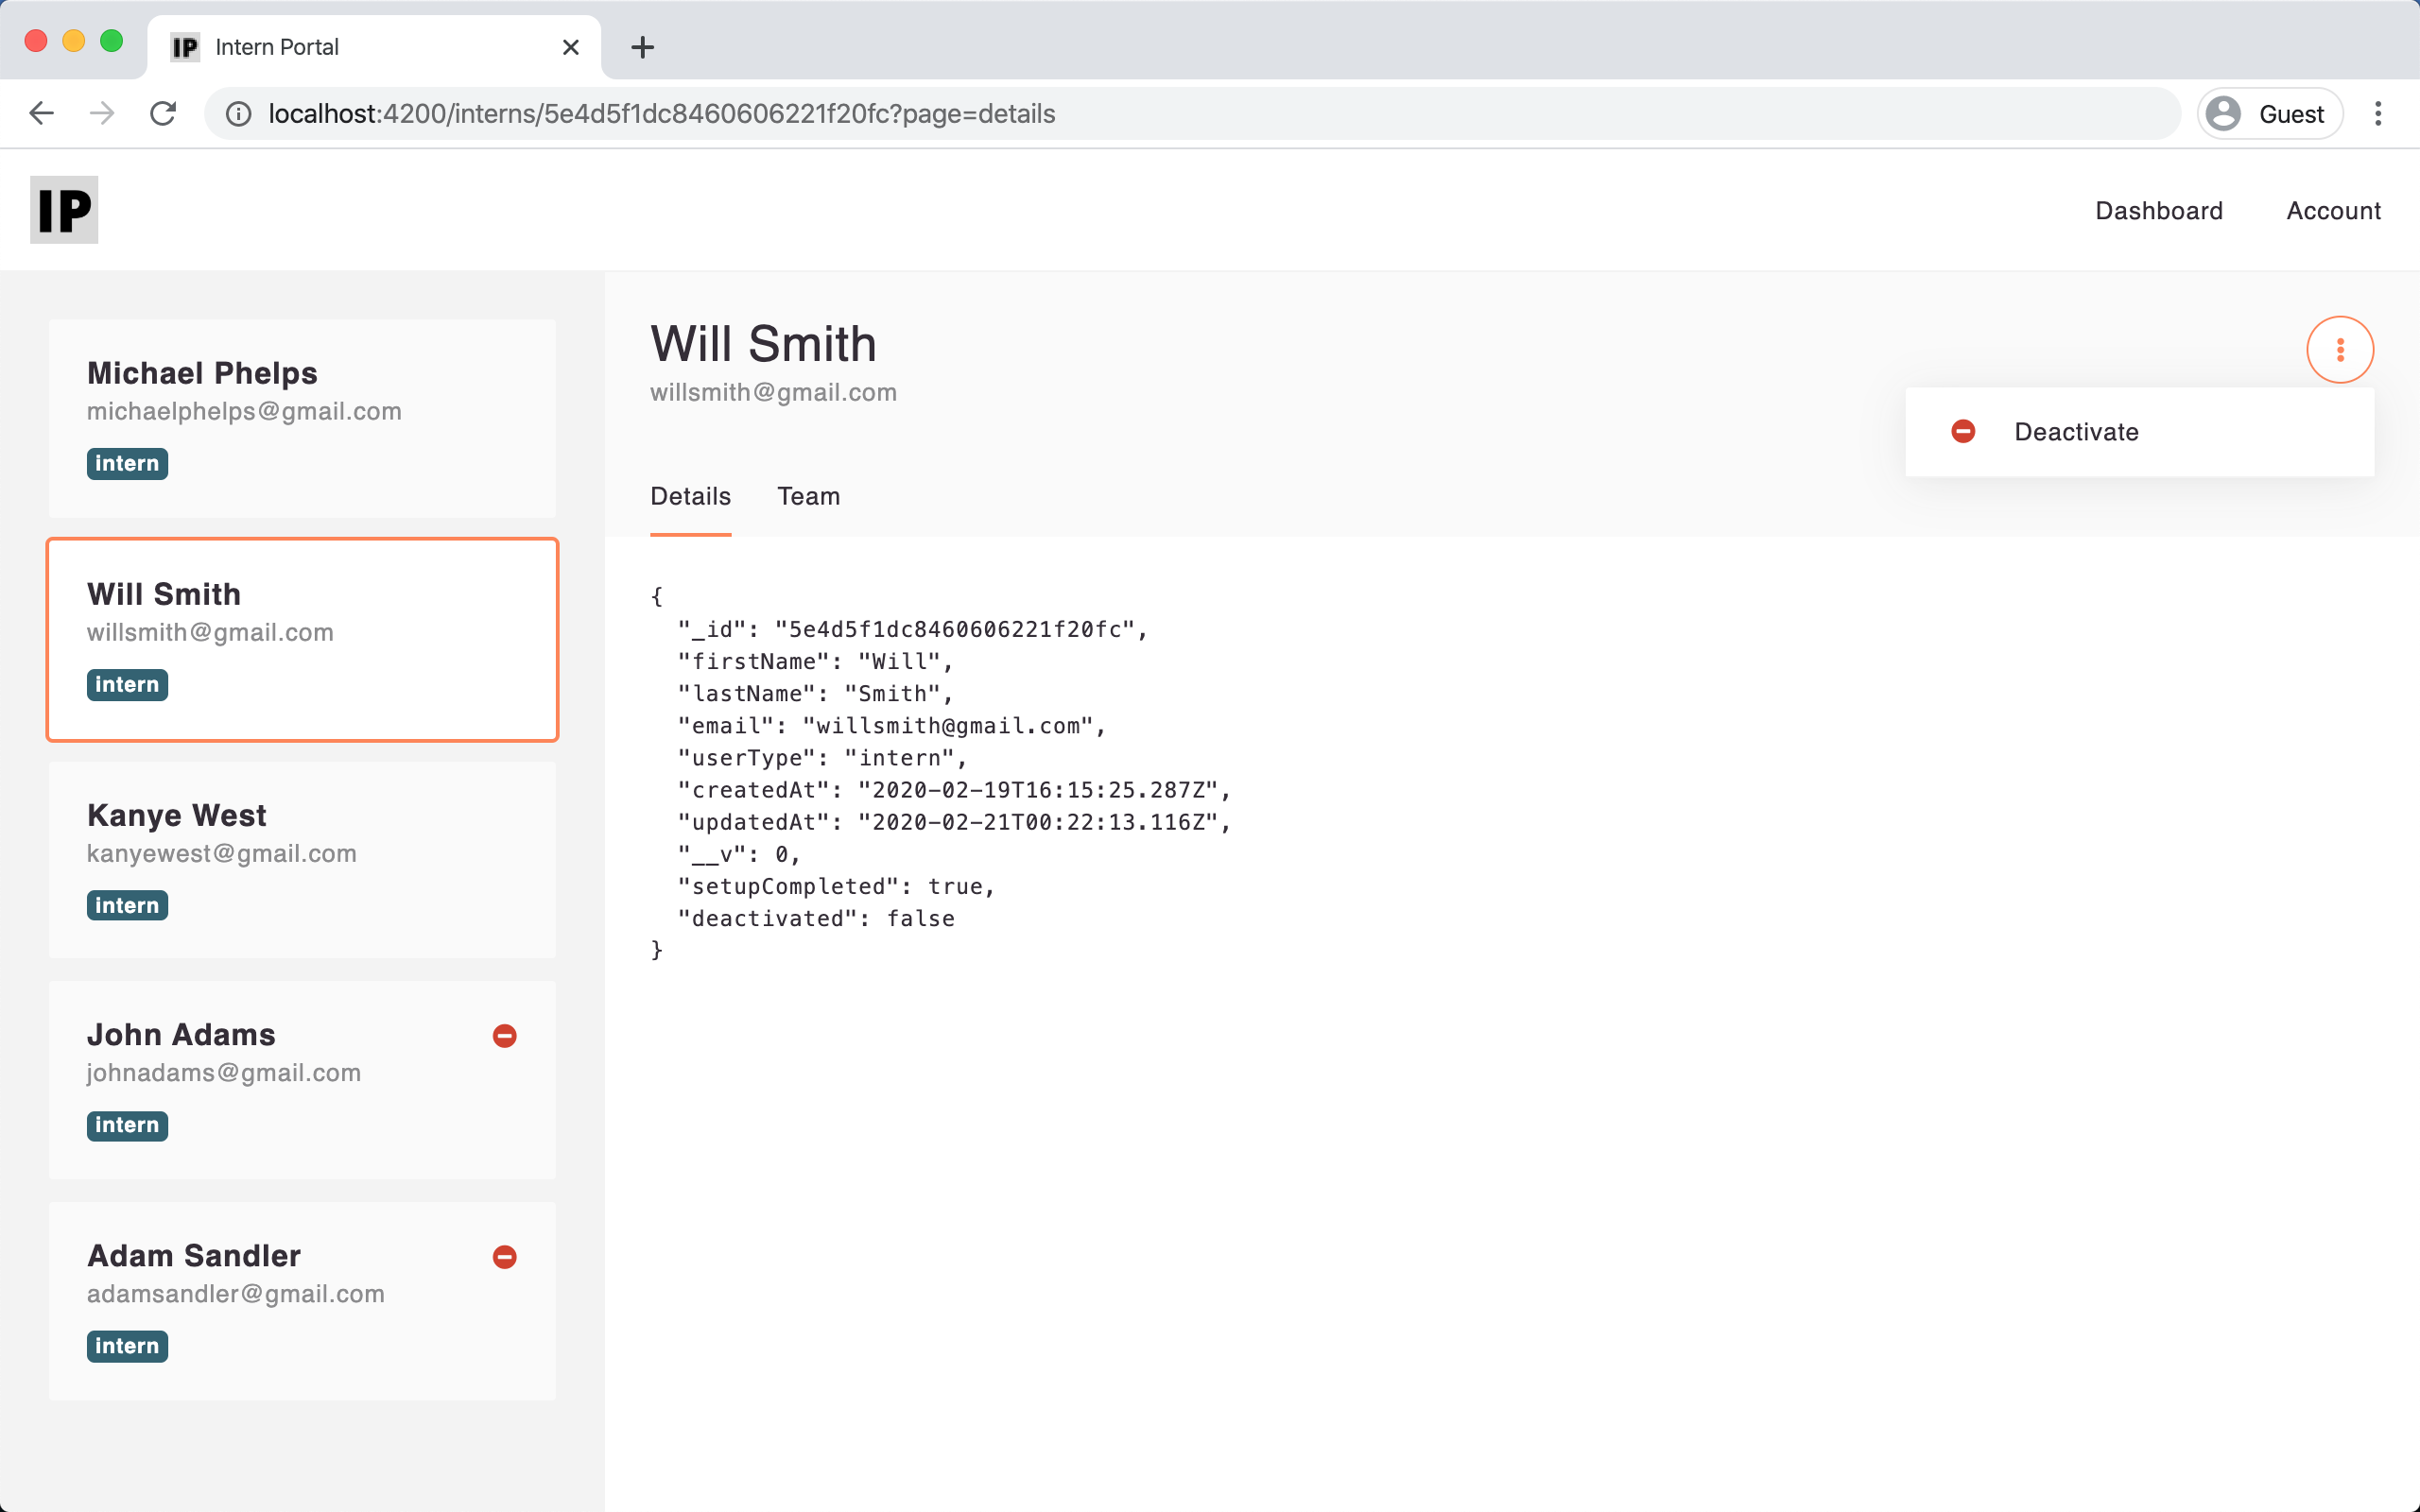 IP Intern Portal
localhost:4200/interns/5e4d5f1dc8460606221f20fc?page=details
Guest
IP
Dashboard Account
Michael Phelps
michaelphelps@gmail.com
intern
Will Smith
willsmith@gmail.com
intern
Kanye West
kanyewest@gmail.com
intern
John Adams
johnadams@gmail.com
intern
Adam Sandler
adamsandler@gmail.com
intern
Will Smith
willsmith@gmail.com
Deactivate
Details Team
{
  "_id": "5e4d5f1dc8460606221f20fc",
  "firstName": "Will",
  "lastName": "Smith",
  "email": "willsmith@gmail.com",
  "userType": "intern",
  "createdAt": "2020-02-19T16:15:25.287Z",
  "updatedAt": "2020-02-21T00:22:13.116Z",
  "__v": 0,
  "setupCompleted": true,
  "deactivated": false
}